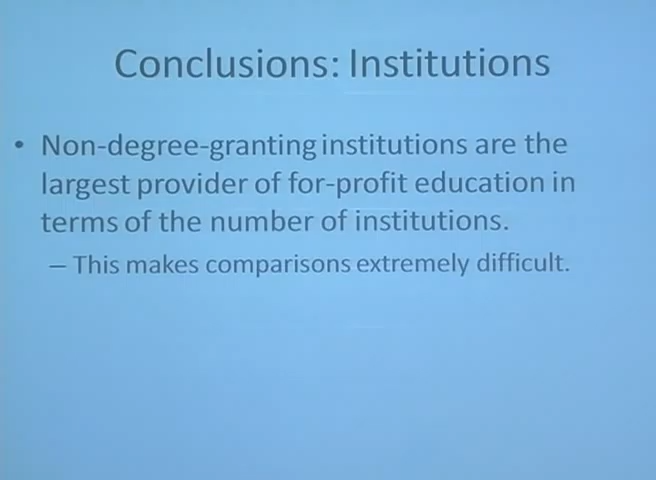 Conclusions: Institutions
• Non-degree-granting institutions are the
largest provider of for-profit education in
terms of the number of institutions.
– This makes comparisons extremely difficult.